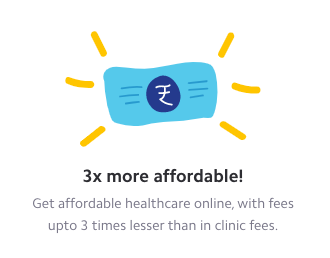 ₹
3x more affordable!
Get affordable healthcare online, with fees
upto 3 times lesser than in clinic fees.